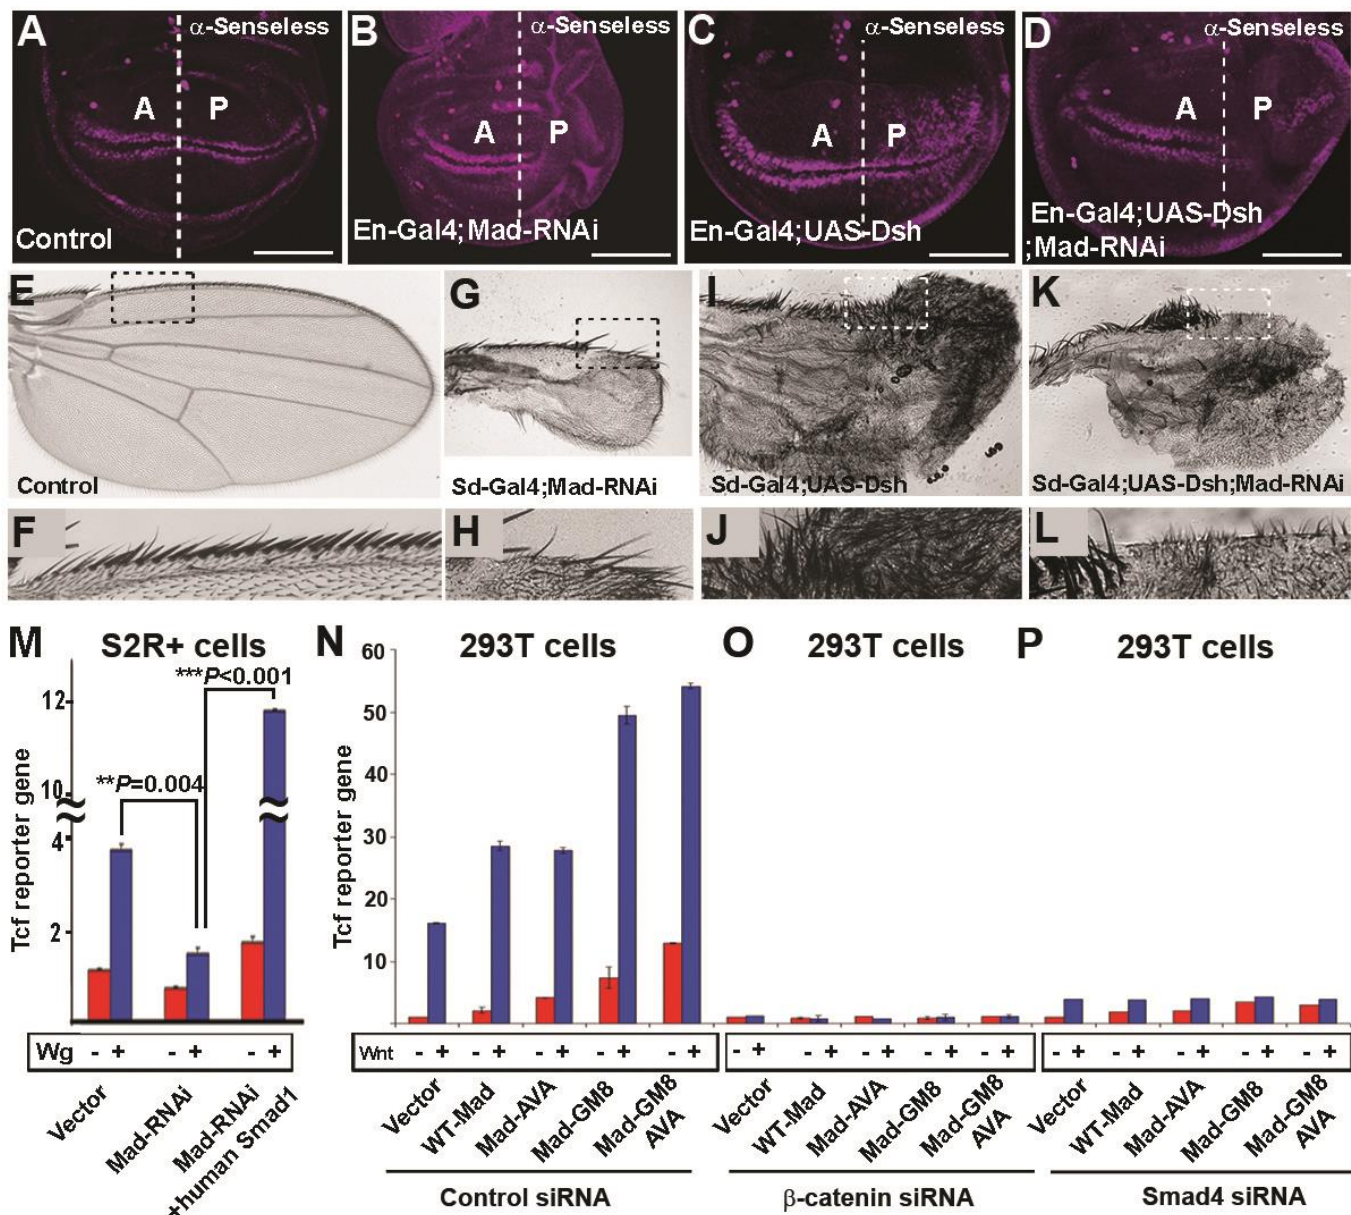 A α-Senseless A P Control
B α-Senseless A P En-Gal4;Mad-RNAi
C α-Senseless A P En-Gal4;UAS-Dsh
D α-Senseless A P En-Gal4;UAS-Dsh
;Mad-RNAi
E Control
G Sd-Gal4;Mad-RNAi
I Sd-Gal4;UAS-Dsh
K Sd-Gal4;UAS-Dsh;Mad-RNAi
F H J L
M S2R+ cells
***P<0.001
**P=0.004
Tcf reporter gene
12
10
4
2
Wg - + - + - +
Vector
Mad-RNAi
Mad-RNAi
+human Smad1
N 293T cells
Tcf reporter gene
60
50
40
30
20
10
Wnt - + - + - + - + - +
Vector
WT-Mad
Mad-AVA
Mad-GM8
Mad-GM8
AVA
Control siRNA
O 293T cells
- + - + - + - + - +
Vector
WT-Mad
Mad-AVA
Mad-GM8
Mad-GM8
AVA
β-catenin siRNA
P 293T cells
- + - + - + - + - +
Vector
WT-Mad
Mad-AVA
Mad-GM8
Mad-GM8
AVA
Smad4 siRNA